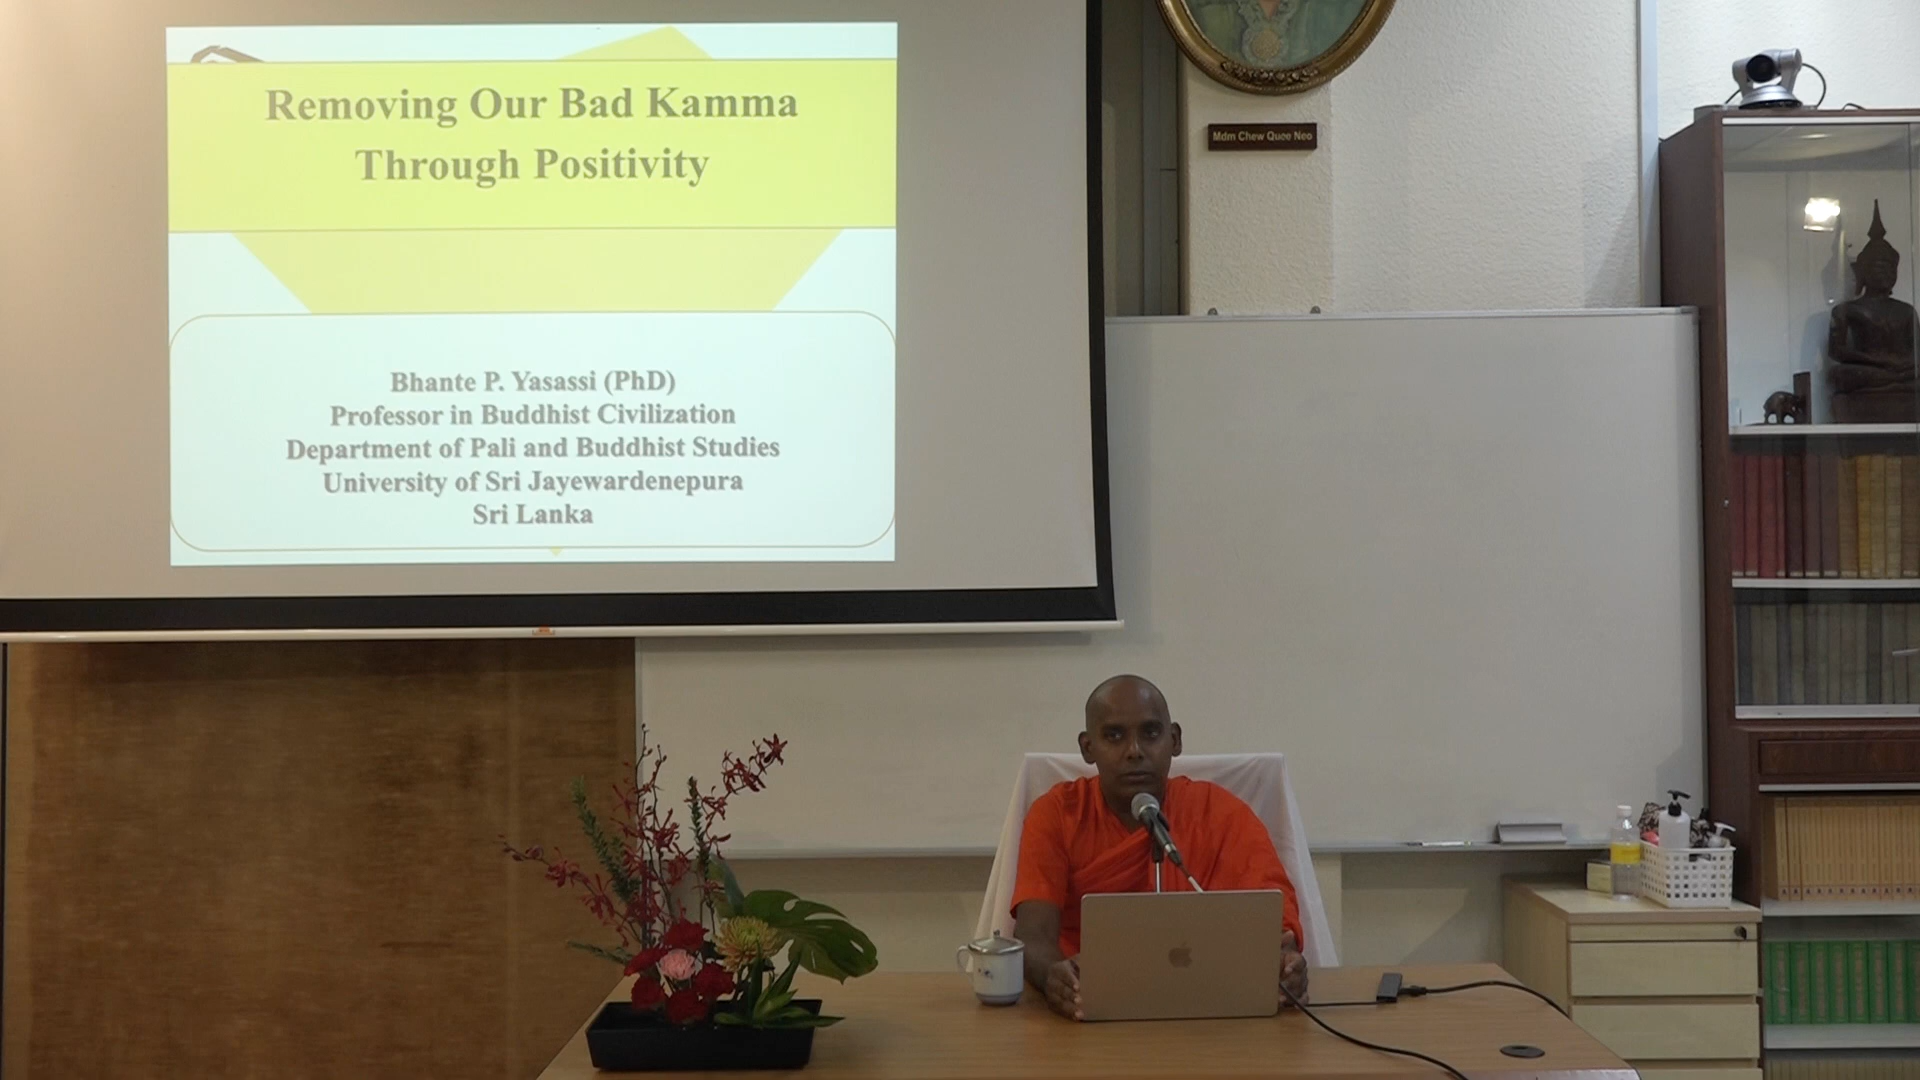 Removing Our Bad Kamma
Through Positivity
Bhante P. Yasassi (PhD)
Professor in Buddhist Civilization
Department of Pali and Buddhist Studies
University of Sri Jayewardenepura
Sri Lanka
Mdm Chew Quee Neo